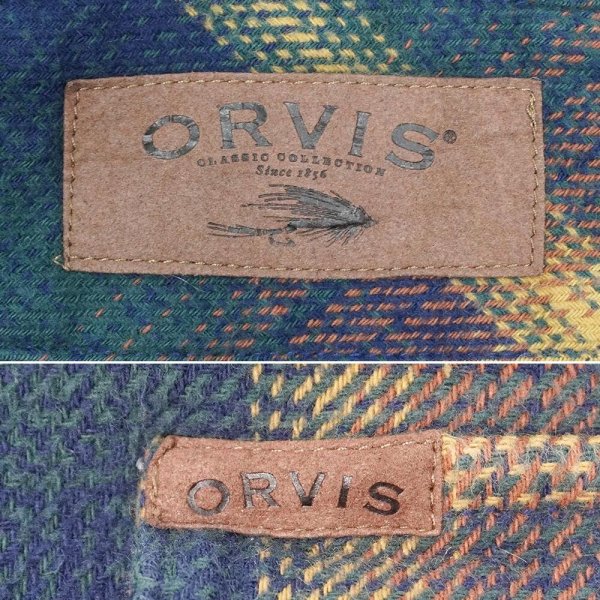 ORVIS®
CLASSIC COLLECTION
Since 1856
ORVIS